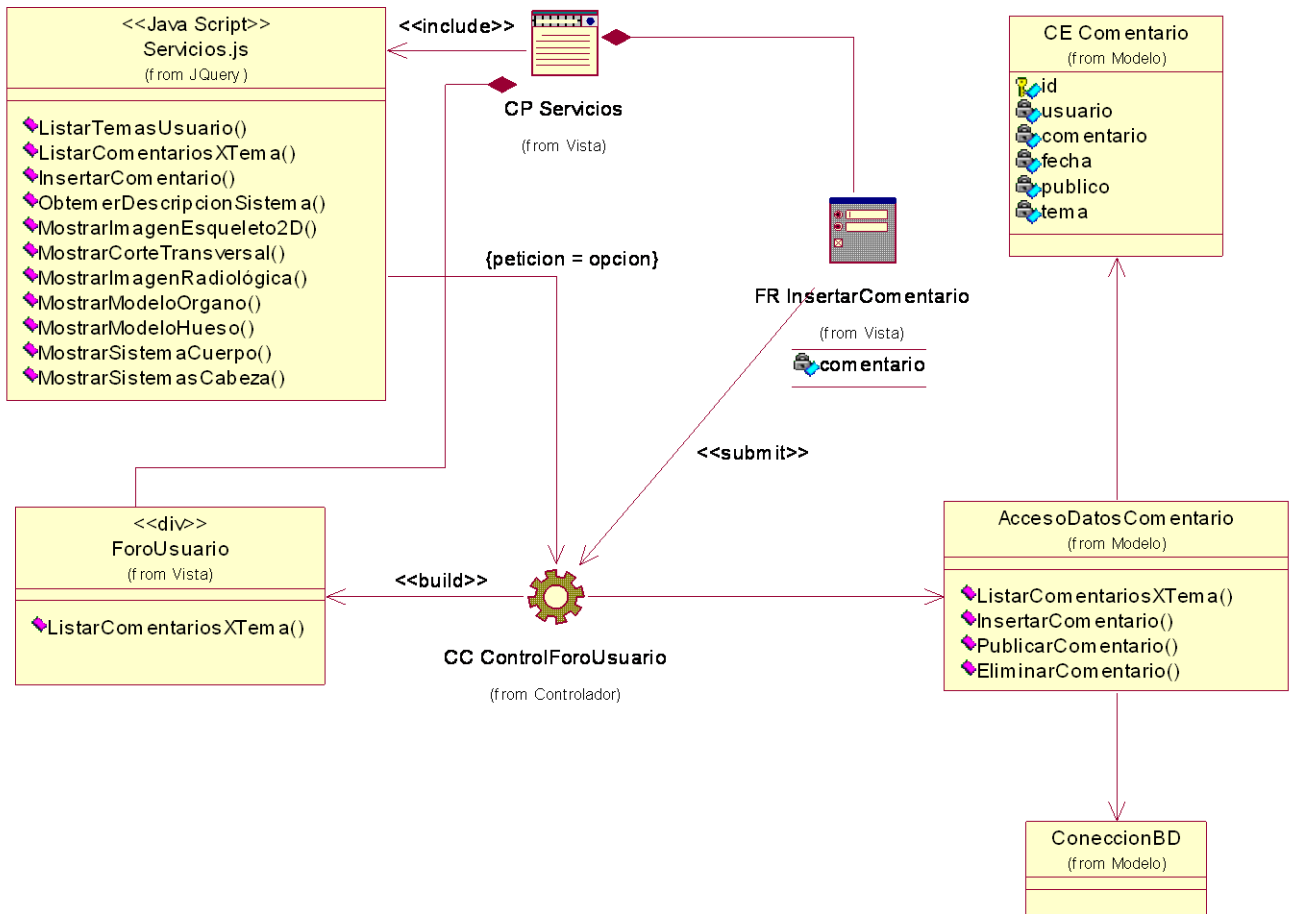 <<Java Script>>
Servicios.js
(from JQuery)
ListarTemasUsuario()
ListarComentariosXTema()
InsertarComentario()
ObtemerDescripcionSistema()
MostrarImagenEsqueleto2D()
MostrarCorteTransversal()
MostrarImagenRadiológica()
MostrarModeloOrgano()
MostrarModeloHueso()
MostrarSistemaCuerpo()
MostrarSistemasCabeza()
<<include>>
CP Servicios
(from Vista)
CE Comentario
(from Modelo)
id
usuario
comentario
fecha
publico
tema
{peticion = opcion}
FR InsertarComentario
(from Vista)
comentario
<<submit>>
<<div>>
ForoUsuario
(from Vista)
ListarComentariosXTema()
<<build>>
CC ControlForoUsuario
(from Controlador)
AccesoDatosComentario
(from Modelo)
ListarComentariosXTema()
InsertarComentario()
PublicarComentario()
EliminarComentario()
ConeccionBD
(from Modelo)